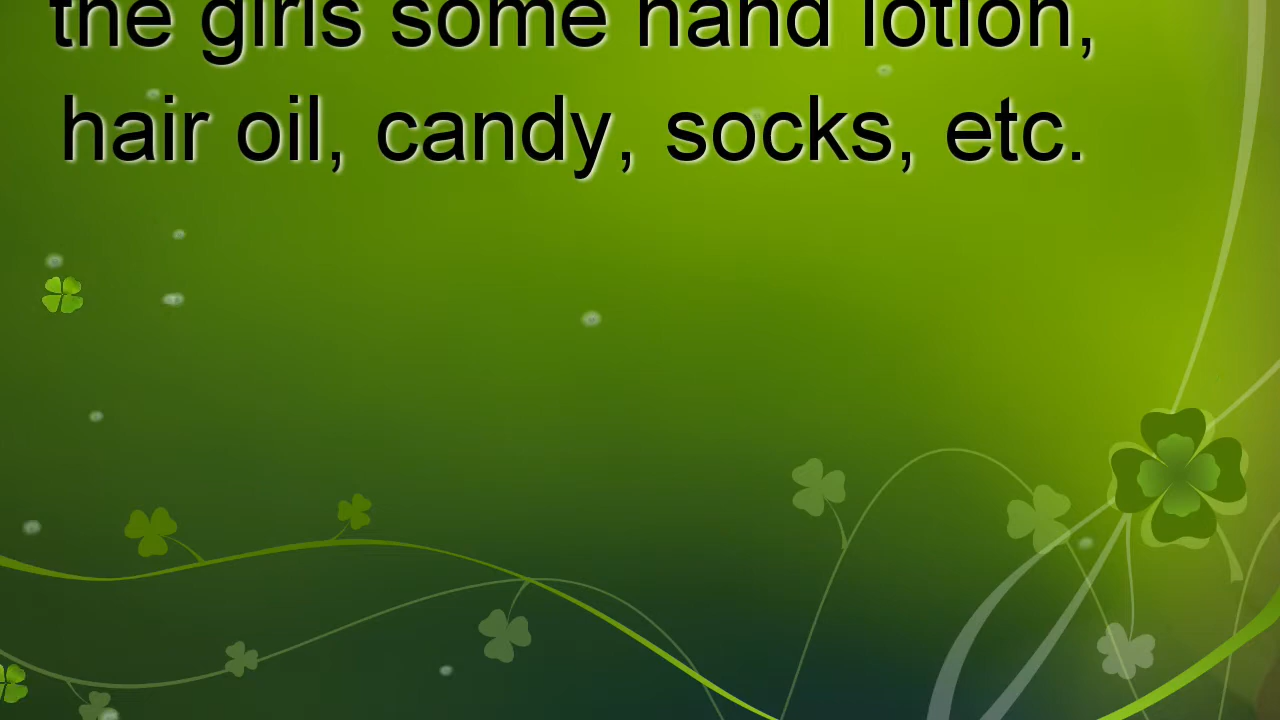 the girls some hand lotion,
hair oil, candy, socks, etc.